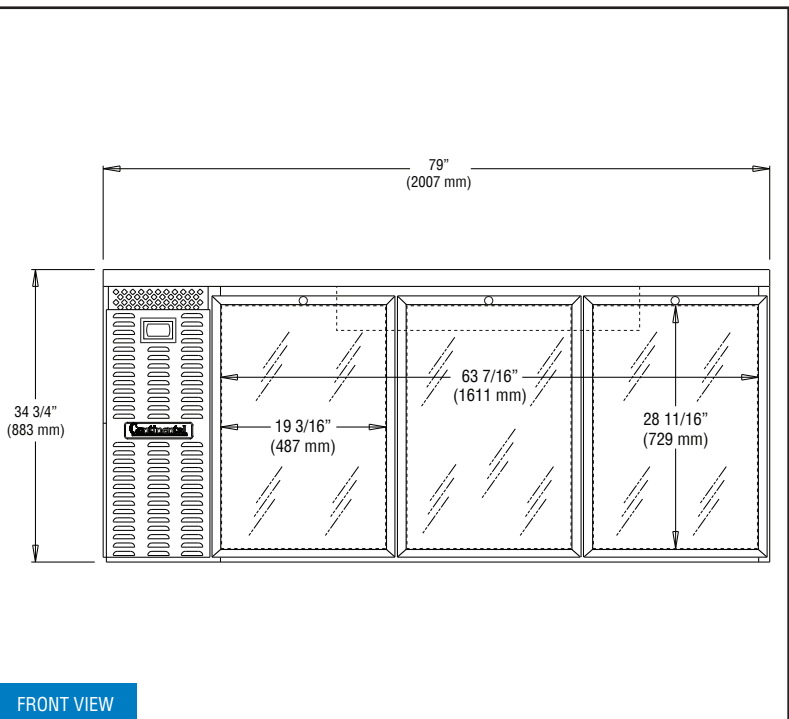 79”
(2007 mm)
34 3/4”
(883 mm)
63 7/16”
(1611 mm)
19 3/16”
(487 mm)
28 11/16”
(729 mm)
Continental
FRONT VIEW